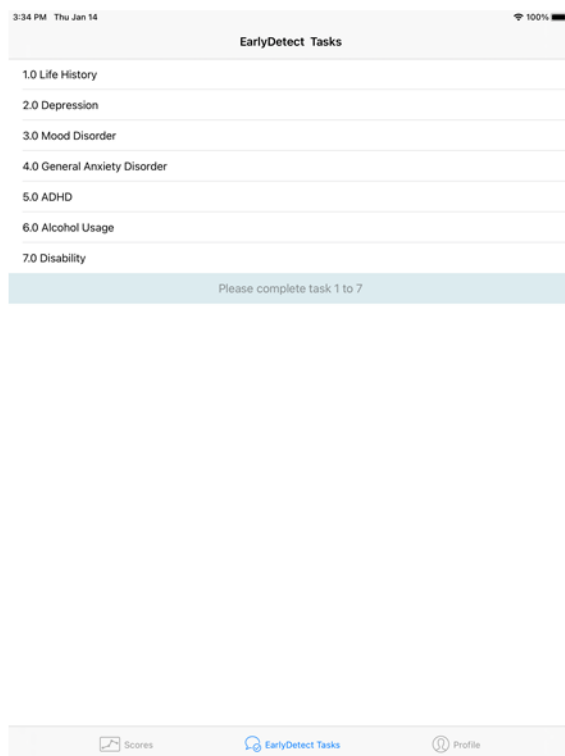 3:34 PM Thu Jan 14 100%
EarlyDetect Tasks
1.0 Life History
2.0 Depression
3.0 Mood Disorder
4.0 General Anxiety Disorder
5.0 ADHD
6.0 Alcohol Usage
7.0 Disability
Please complete task 1 to 7
Scores EarlyDetect Tasks Profile